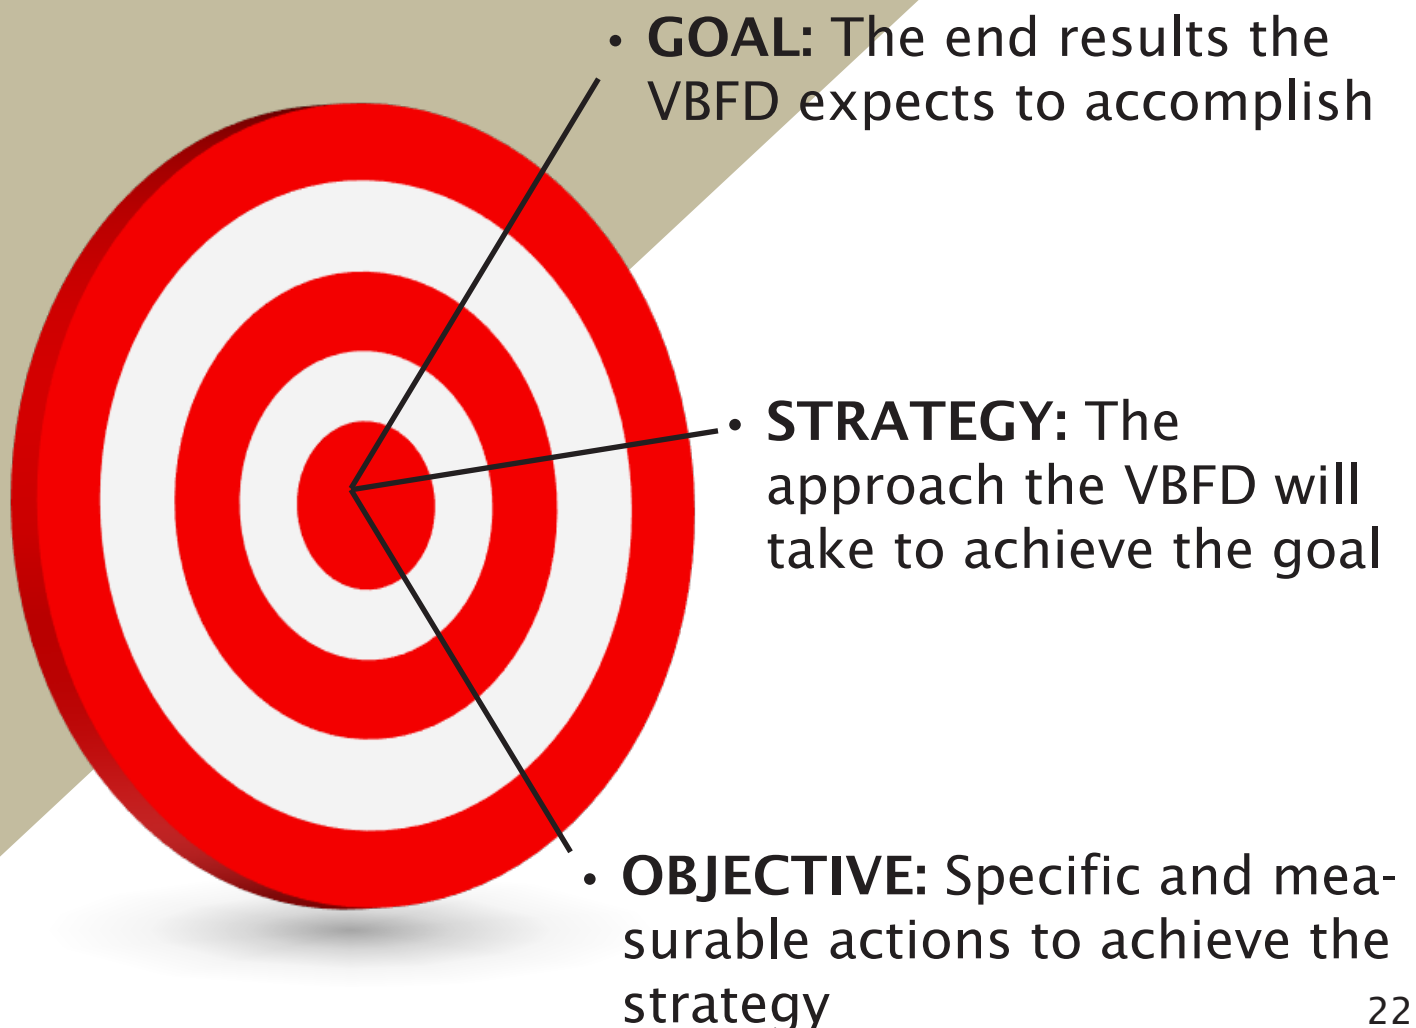 • GOAL: The end results the
VBFD expects to accomplish
• STRATEGY: The
approach the VBFD will
take to achieve the goal
• OBJECTIVE: Specific and mea-
surable actions to achieve the
strategy
22